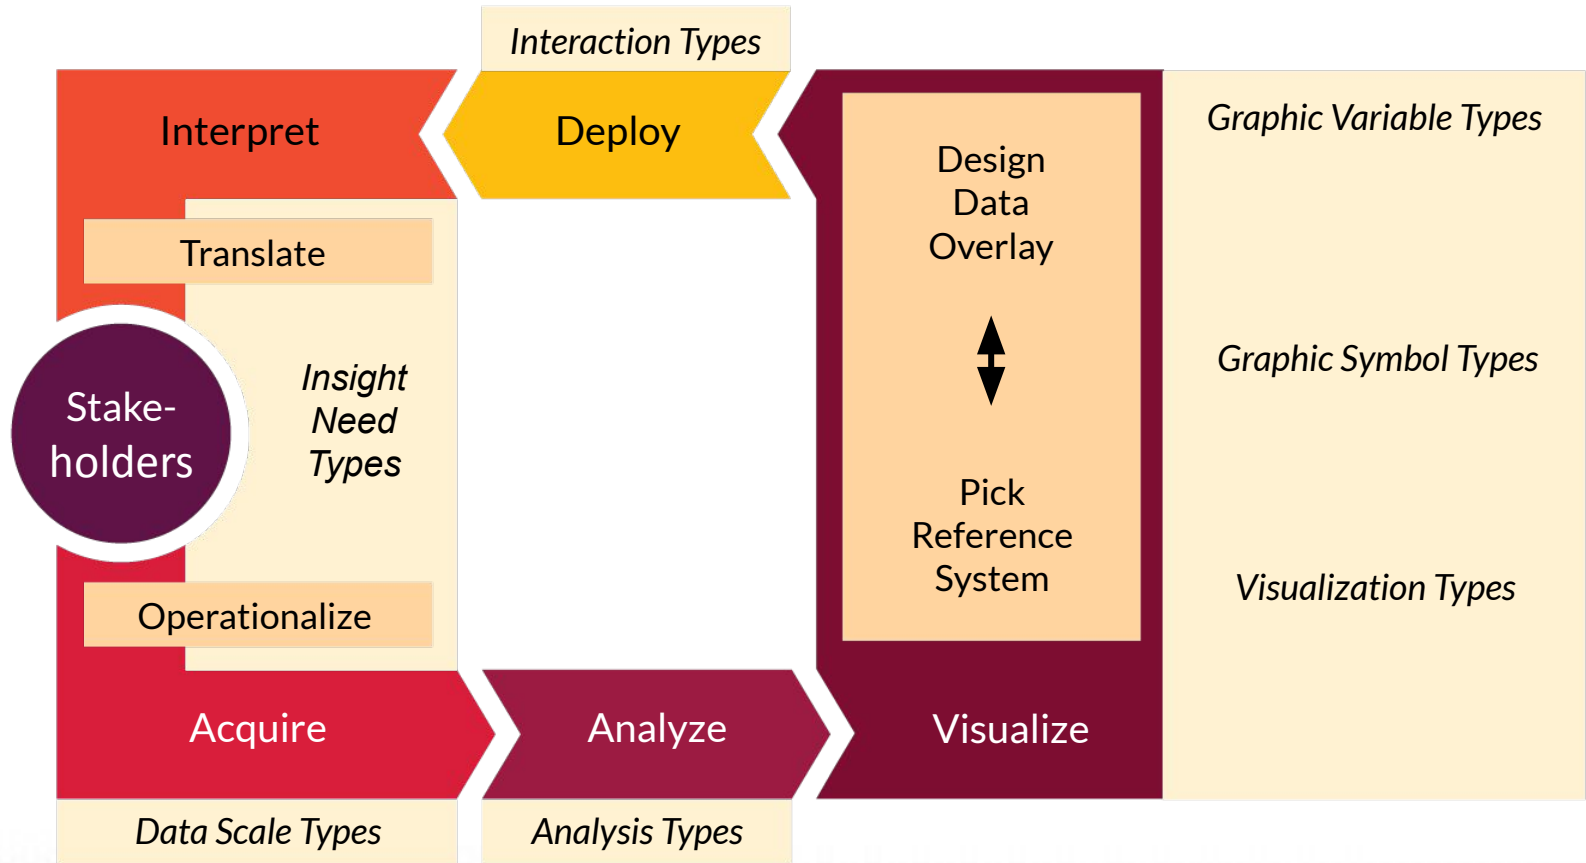 Interaction Types
Interpret
Deploy
Design
Data
Overlay
Graphic Variable Types
Translate
Graphic Symbol Types
Stake-
holders
Insight
Need
Types
Pick
Reference
System
Visualization Types
Operationalize
Acquire
Analyze
Visualize
Data Scale Types
Analysis Types